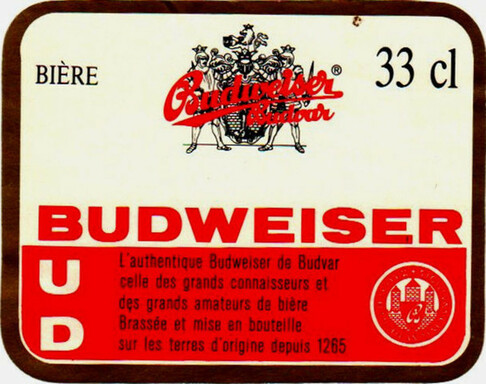 BIÈRE
Budweiser®
Budvar
33 cl
BUDWEISER
U
D
L'authentique Budweiser de Budvar
celle des grands connaisseurs et
des grands amateurs de bière
Brassée et mise en bouteille
sur les terres d'origine depuis 1265